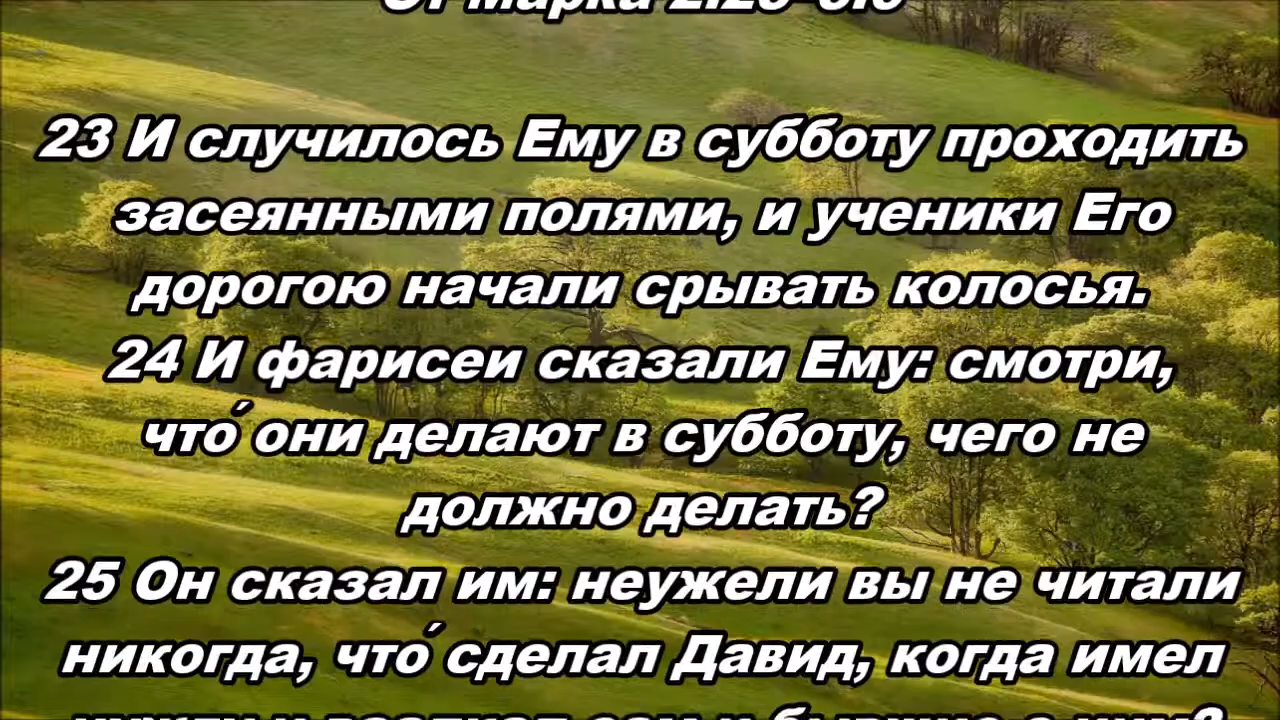 От Марка
23 И случилось Ему в субботу проходить
засеянными полями, и ученики Его
дорогою начали срывать колосья.
24 И фарисеи сказали Ему: смотри,
что́ они делают в субботу, чего не
должно делать?
25 Он сказал им: неужели вы не читали
никогда, что́ сделал Давид, когда имел